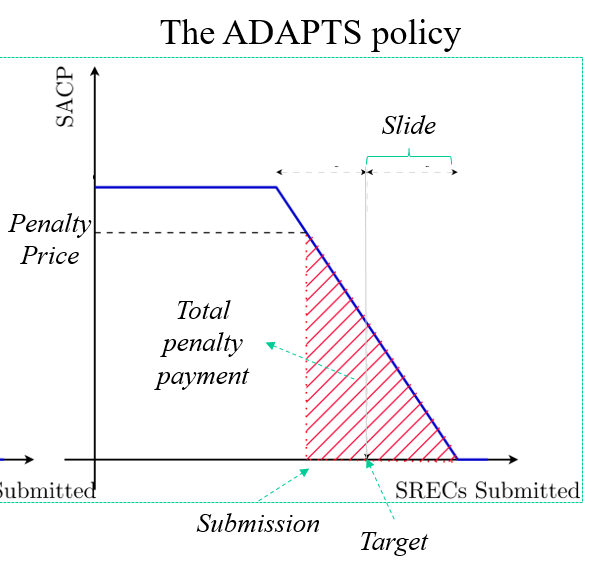 The ADAPTS policy
SACP
Slide
Penalty
Price
Total
penalty
payment
Submitted
SRECs Submitted
Submission
Target